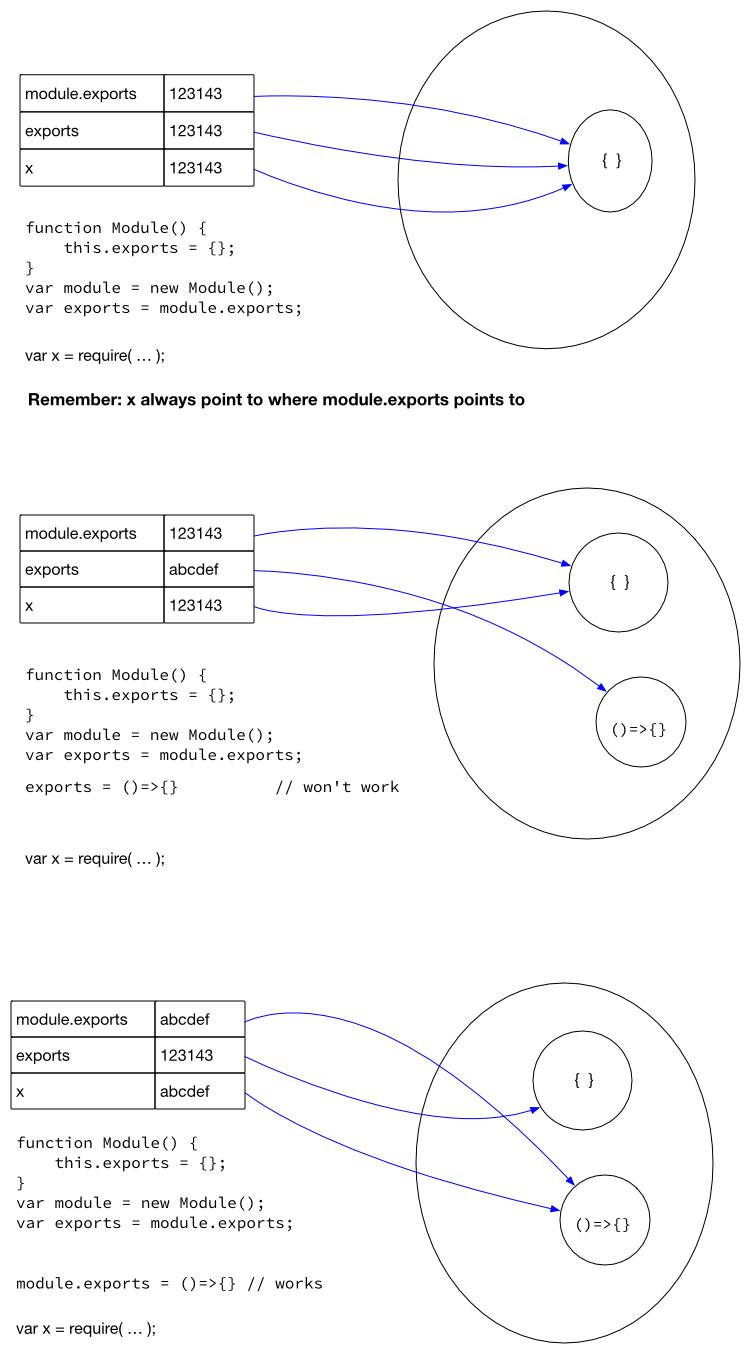 module.exports 123143
exports 123143
x 123143
{ }
function Module() {
    this.exports = {};
}
var module = new Module();
var exports = module.exports;
var x = require( … );
Remember: x always point to where module.exports points to
module.exports 123143
exports abcdef
x 123143
{ }
()=>{}
function Module() {
    this.exports = {};
}
var module = new Module();
var exports = module.exports;
exports = ()=>{}          // won't work
var x = require( … );
module.exports abcdef
exports 123143
x abcdef
{ }
()=>{}
function Module() {
    this.exports = {};
}
var module = new Module();
var exports = module.exports;
module.exports = ()=>{} // works
var x = require( … );